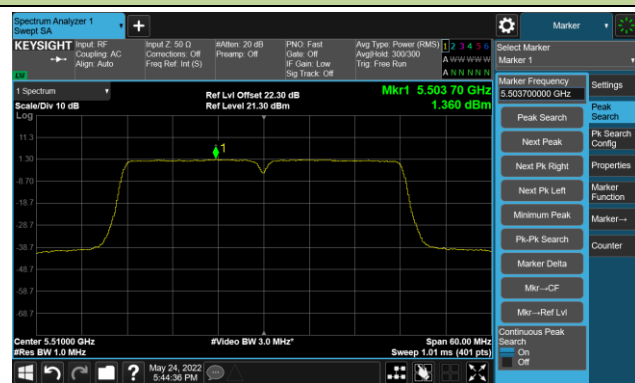 Spectrum Analyzer 1
Swept SA
KEYSIGHT
Input: RF
Coupling: AC
Align: Auto
Input Z: 50 Ω
Corrections: Off
Freq Ref: Int (S)
#Atten: 20 dB
Preamp: Off
PNO: Fast
Gate: Off
IF Gain: Low
Sig Track: Off
Avg Type: Power (RMS)
Avg|Hold: 300/300
Trig: Free Run
1 2 3 4 5 6
A W W W W W
A N N N N N
1 Spectrum
Scale/Div 10 dB
Ref Lvl Offset 22.30 dB
Ref Level 21.30 dBm
Mkr1 5.503 70 GHz
1.360 dBm
Log
11.3
1.30
-8.70
-18.7
-28.7
-38.7
-48.7
-58.7
-68.7
1
Center 5.51000 GHz
#Res BW 1.0 MHz
#Video BW 3.0 MHz*
Span 60.00 MHz
Sweep 1.01 ms (401 pts)
May 24, 2022
5:44:36 PM
Marker
Select Marker
Marker 1
Marker Frequency
5.503700000 GHz
Peak Search
Next Peak
Next Pk Right
Next Pk Left
Minimum Peak
Pk-Pk Search
Marker Delta
Mkr→CF
Mkr→Ref Lvl
Continuous Peak
Search
On
Off
Settings
Peak
Search
Pk Search
Config
Properties
Marker
Function
Marker→
Counter